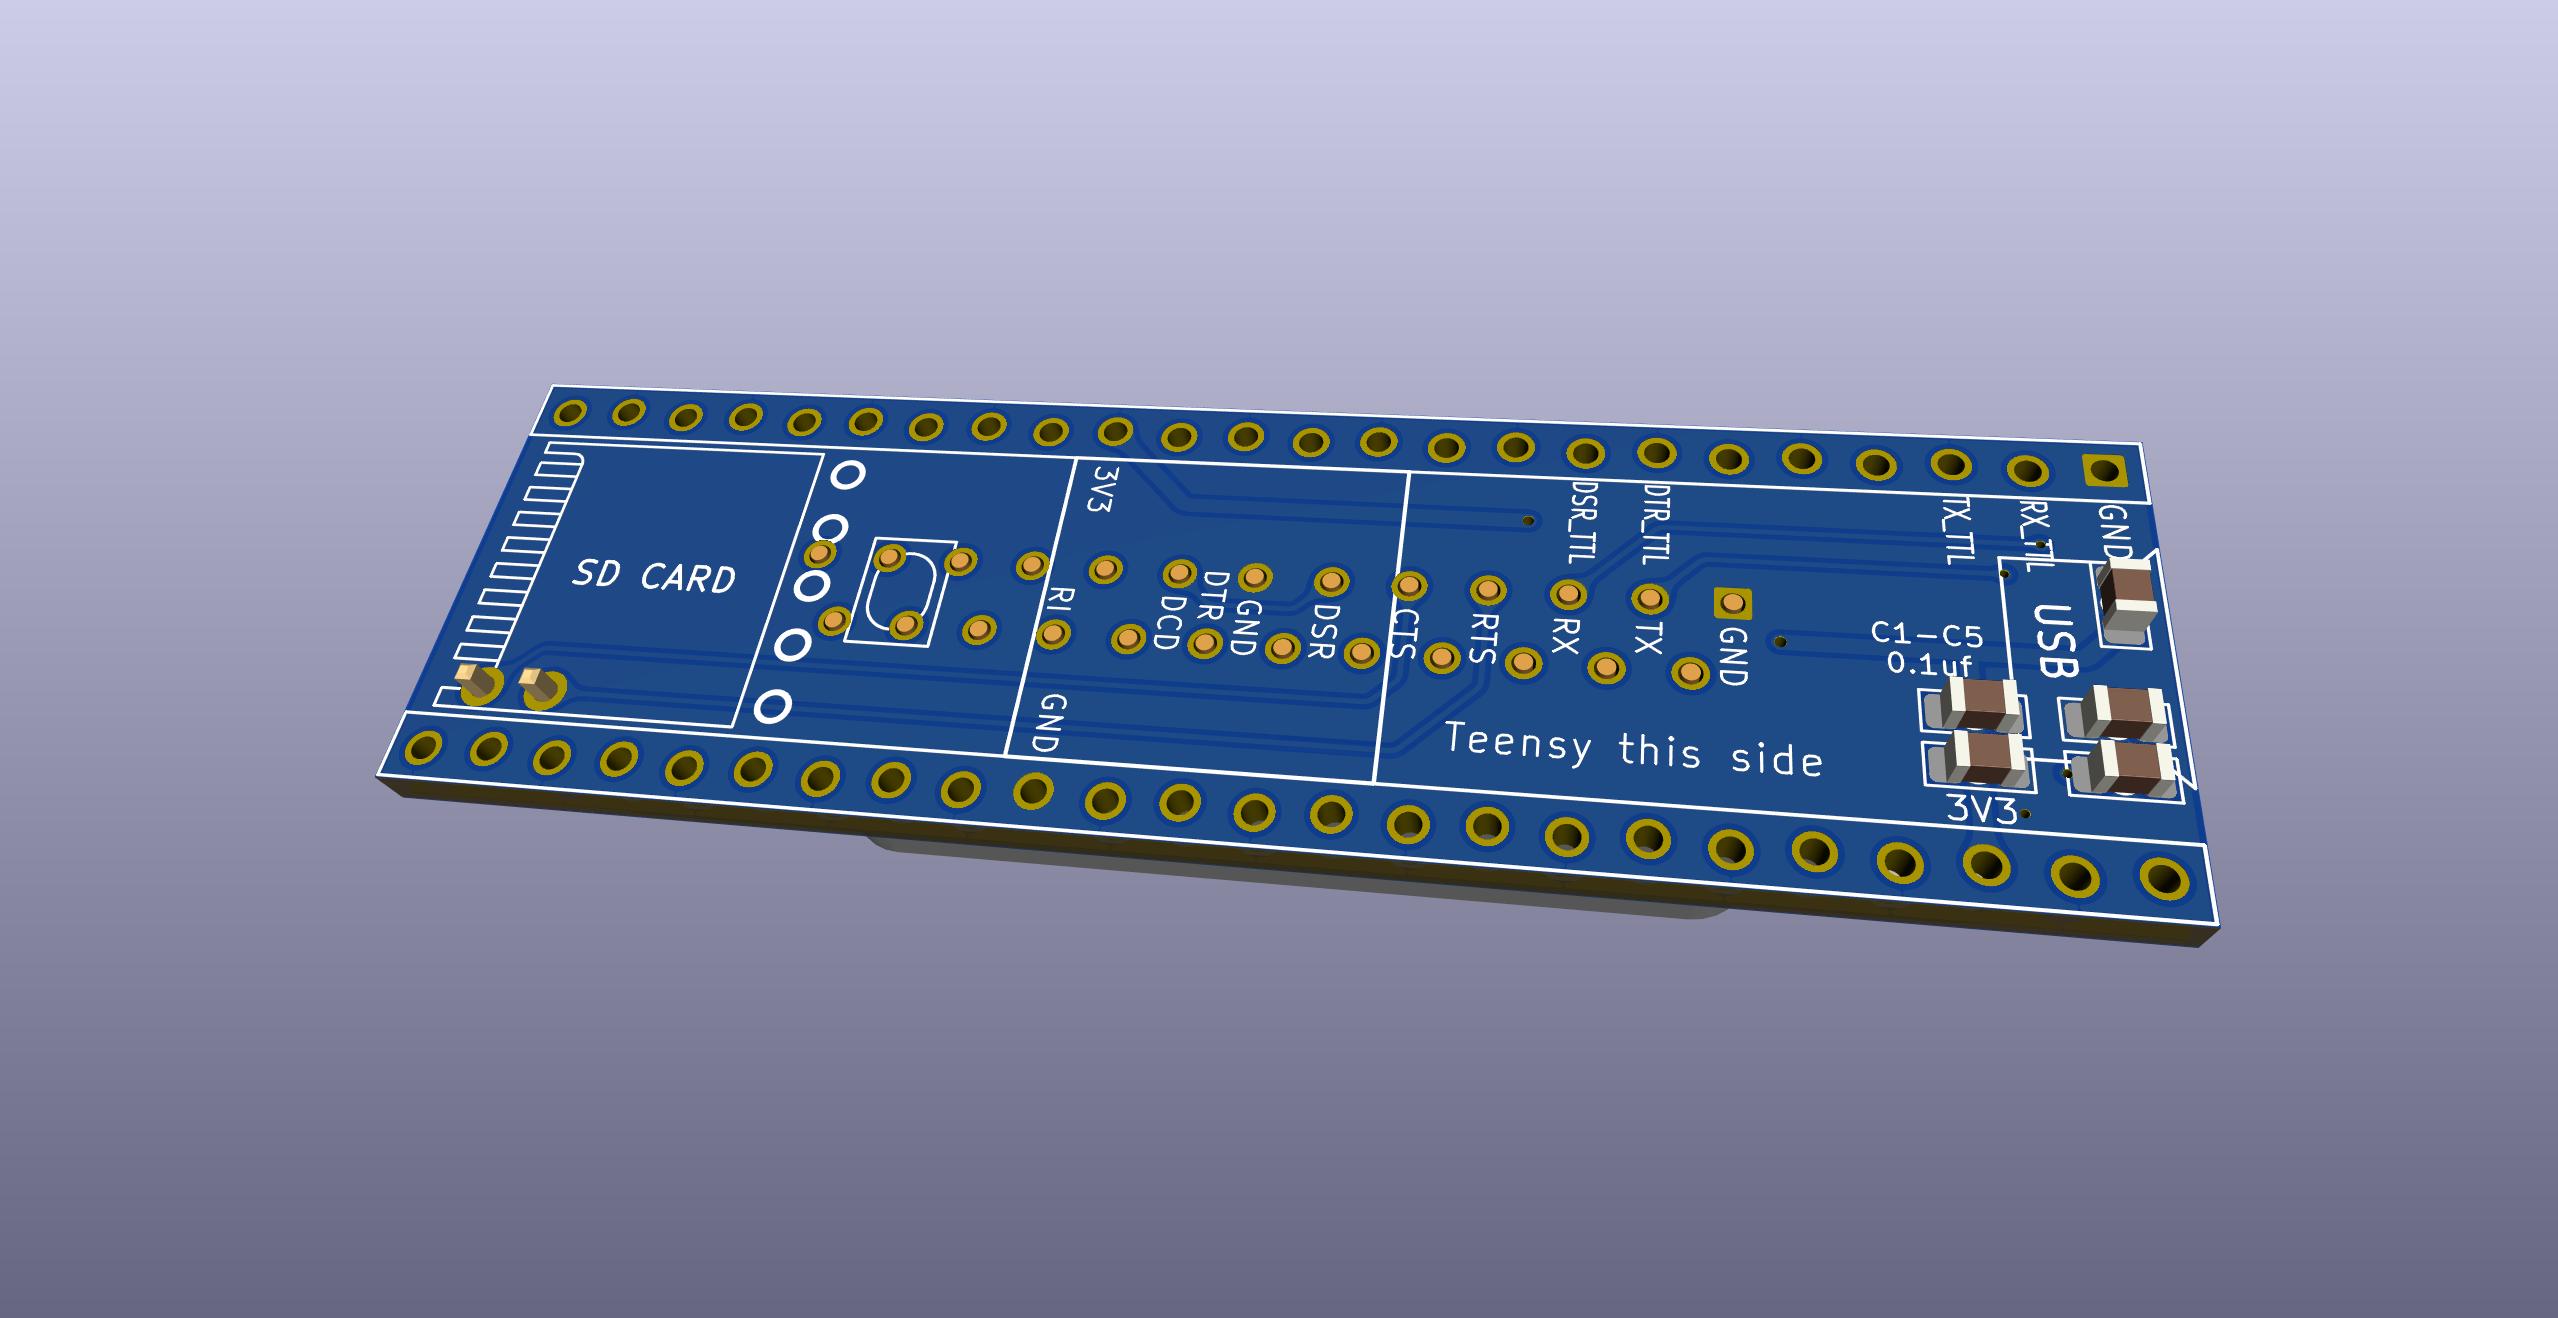 3V3
DSR_TTL
DTR_TTL
TX_TTL
RX_TTL
GND
SD CARD
RI
DCD
DTR
GND
DSR
CTS
RTS
RX
TX
GND
C1-C5
0.1uf
USB
GND
Teensy this side
3V3